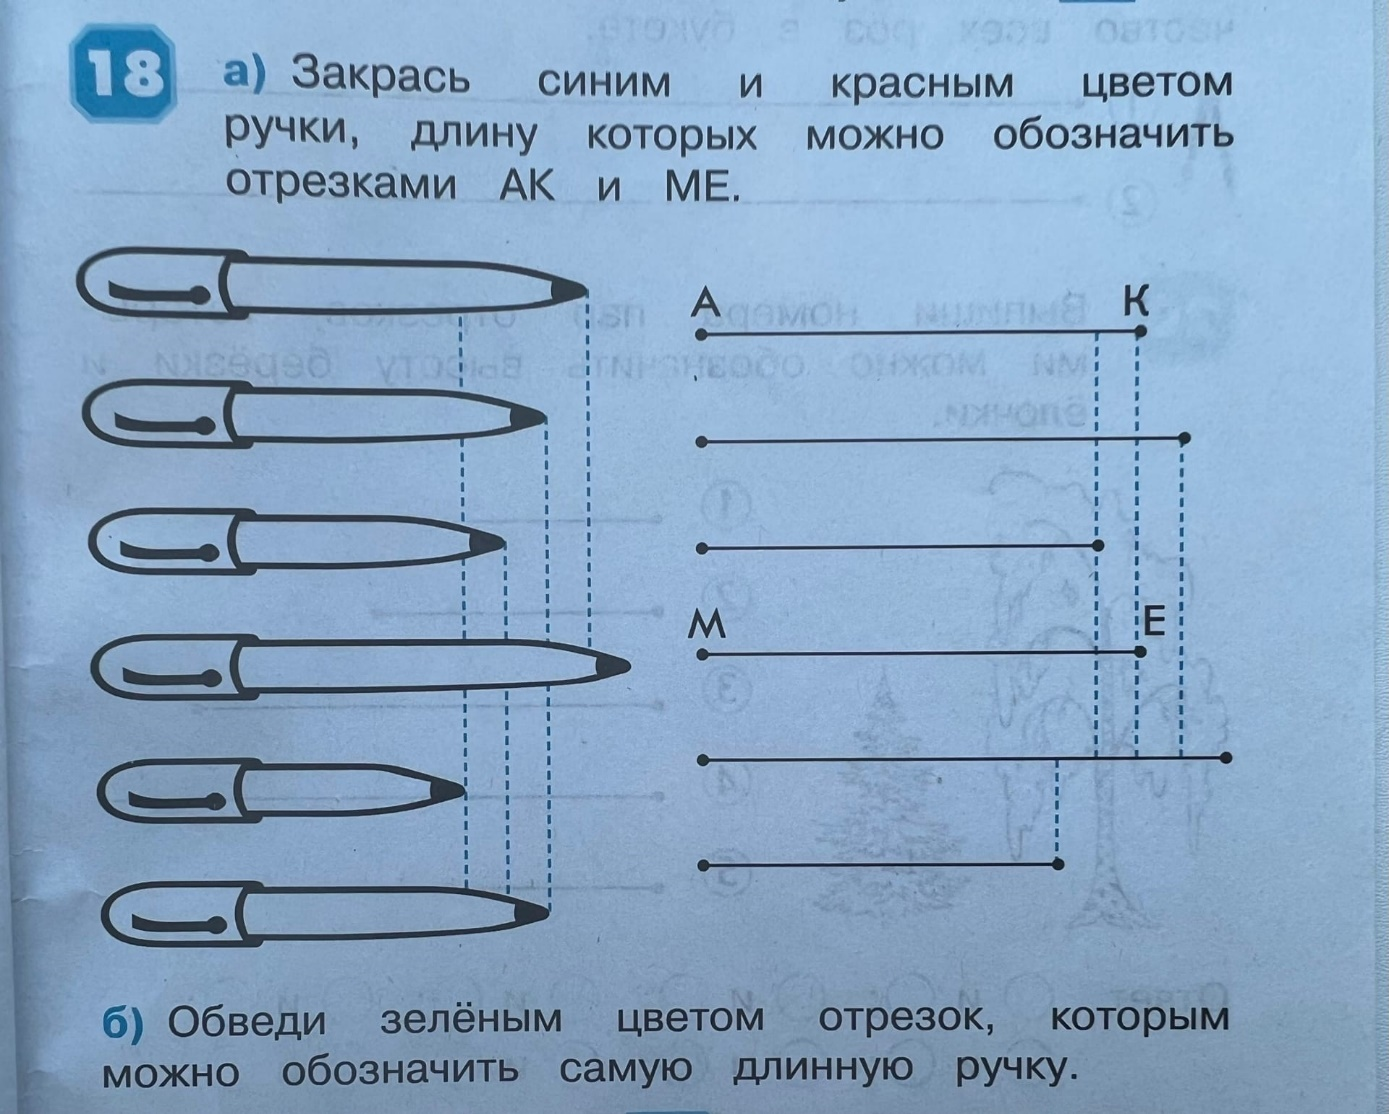 18 а) Закрась синим и красным цветом
ручки, длину которых можно обозначить
отрезками АК и МЕ.
А К
М Е
б) Обведи зелёным цветом отрезок, которым
можно обозначить самую длинную ручку.